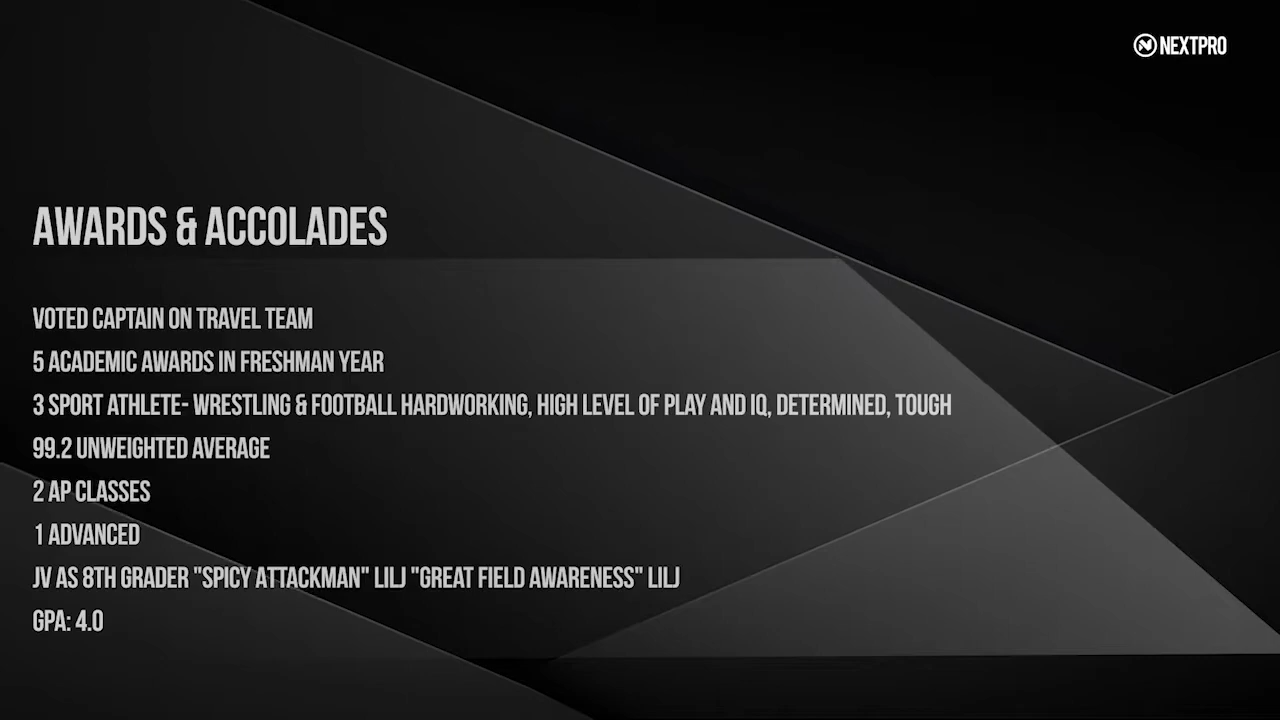 NEXTPRO
AWARDS & ACCOLADES
VOTED CAPTAIN ON TRAVEL TEAM
5 ACADEMIC AWARDS IN FRESHMAN YEAR
3 SPORT ATHLETE- WRESTLING & FOOTBALL HARDWORKING, HIGH LEVEL OF PLAY AND IQ, DETERMINED, TOUGH
99.2 UNWEIGHTED AVERAGE
2 AP CLASSES
1 ADVANCED
JV AS 8TH GRADER "SPICY ATTACKMAN" LILJ "GREAT FIELD AWARENESS" LILJ
GPA: 4.0